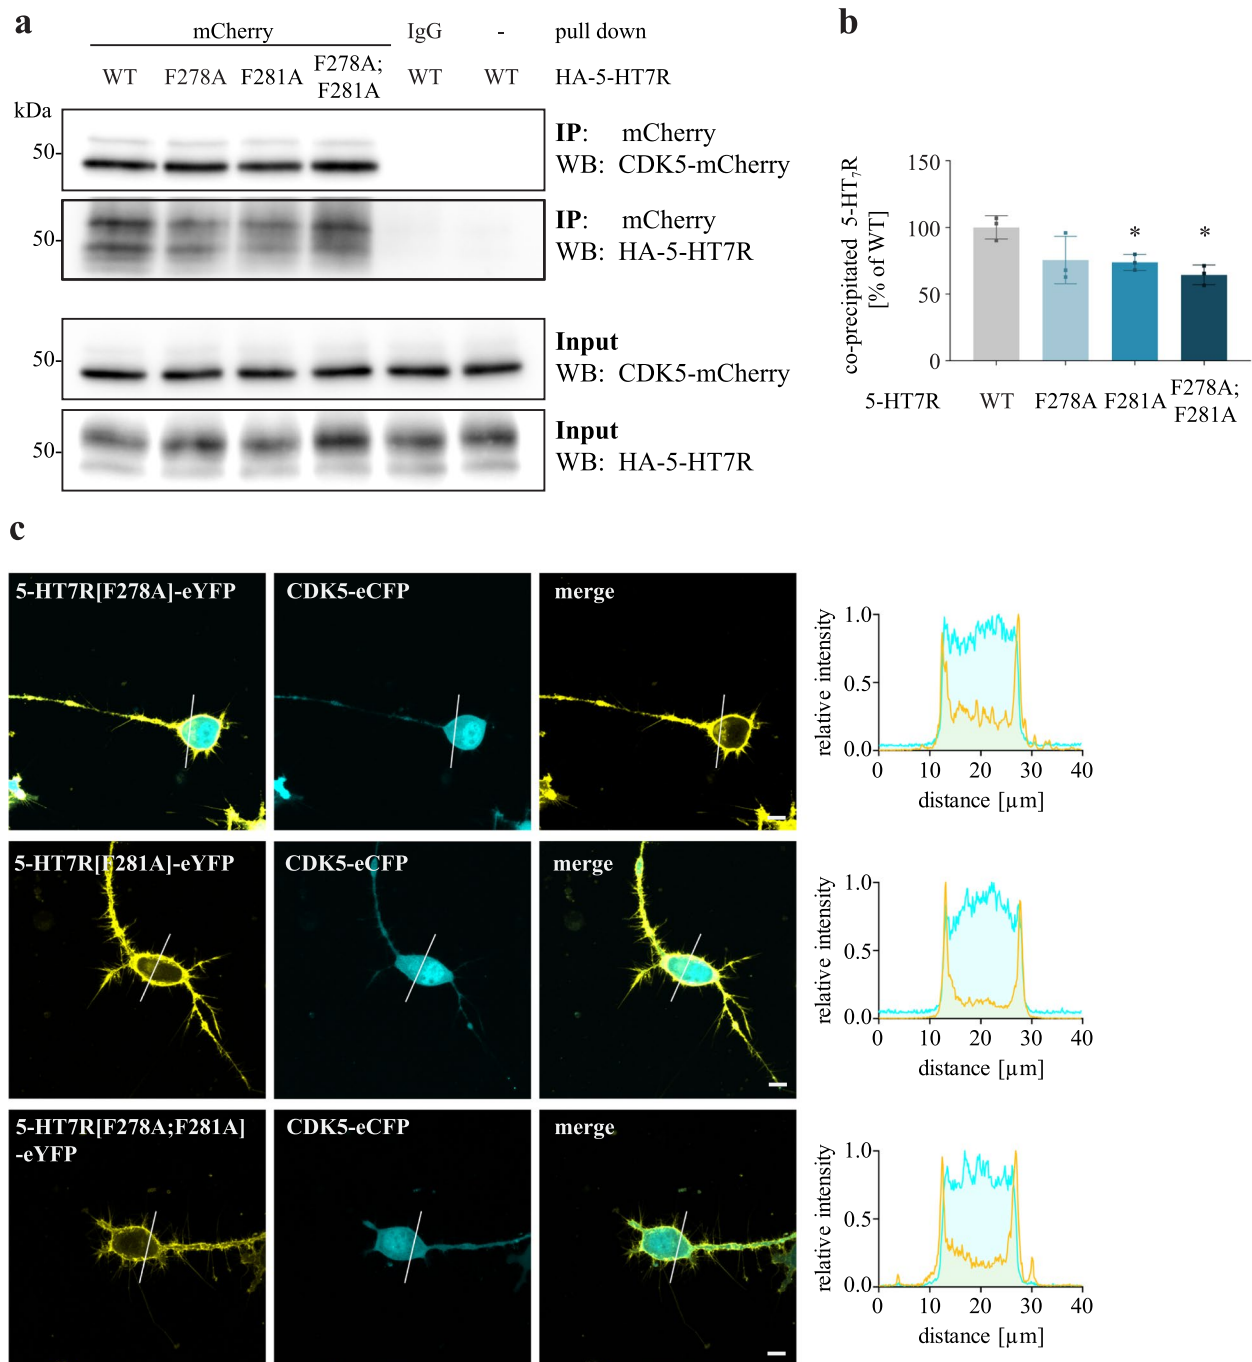 a
mCherry IgG - pull down
WT F278A F281A F278A; F281A WT WT HA-5-HT7R
kDa
50
IP: mCherry
WB: CDK5-mCherry
50
IP: mCherry
WB: HA-5-HT7R
50
Input
WB: CDK5-mCherry
50
Input
WB: HA-5-HT7R
b
co-precipitated 5-HT7R
[% of WT]
150
100
50
0
* *
5-HT7R WT F278A F281A F278A; F281A
c
5-HT7R[F278A]-eYFP CDK5-eCFP merge
relative intensity
1.0
0.5
0.0
0 10 20 30 40
distance [µm]
5-HT7R[F281A]-eYFP CDK5-eCFP merge
relative intensity
1.0
0.5
0.0
0 10 20 30 40
distance [µm]
5-HT7R[F278A;F281A]
-eYFP
CDK5-eCFP merge
relative intensity
1.0
0.5
0.0
0 10 20 30 40
distance [µm]